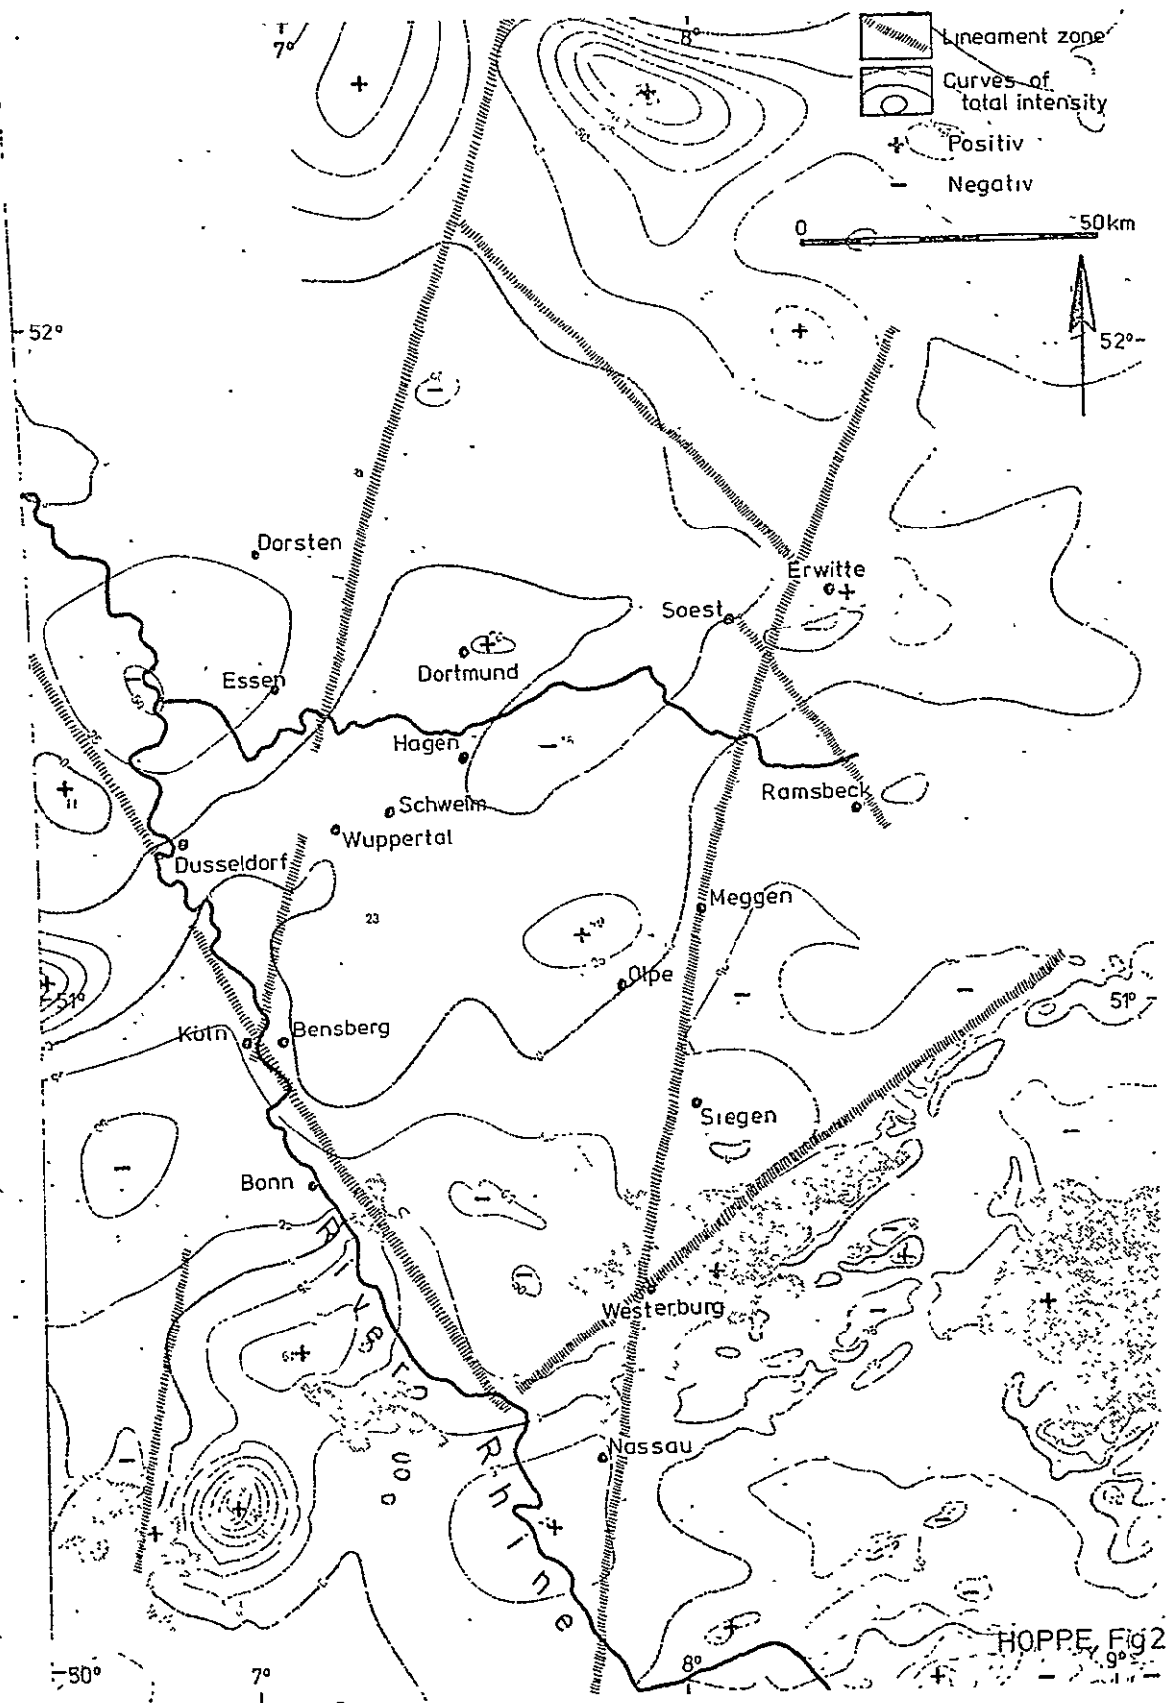 7°
8°
Lineament zone
Curves of
total intensity
+ Positiv
- Negativ
0
50km
52°
52°
Dorsten
Erwitte
Soest
Essen
Dortmund
Hagen
Ramsbeck
Schwelm
Wuppertal
Dusseldorf
Meggen
23
Olpe
51°
51°
Köln
Bensberg
Siegen
Bonn
River
Westerburg
Nassau
Rhine
HOPPE, Fig 2
50°
7°
8°
9°